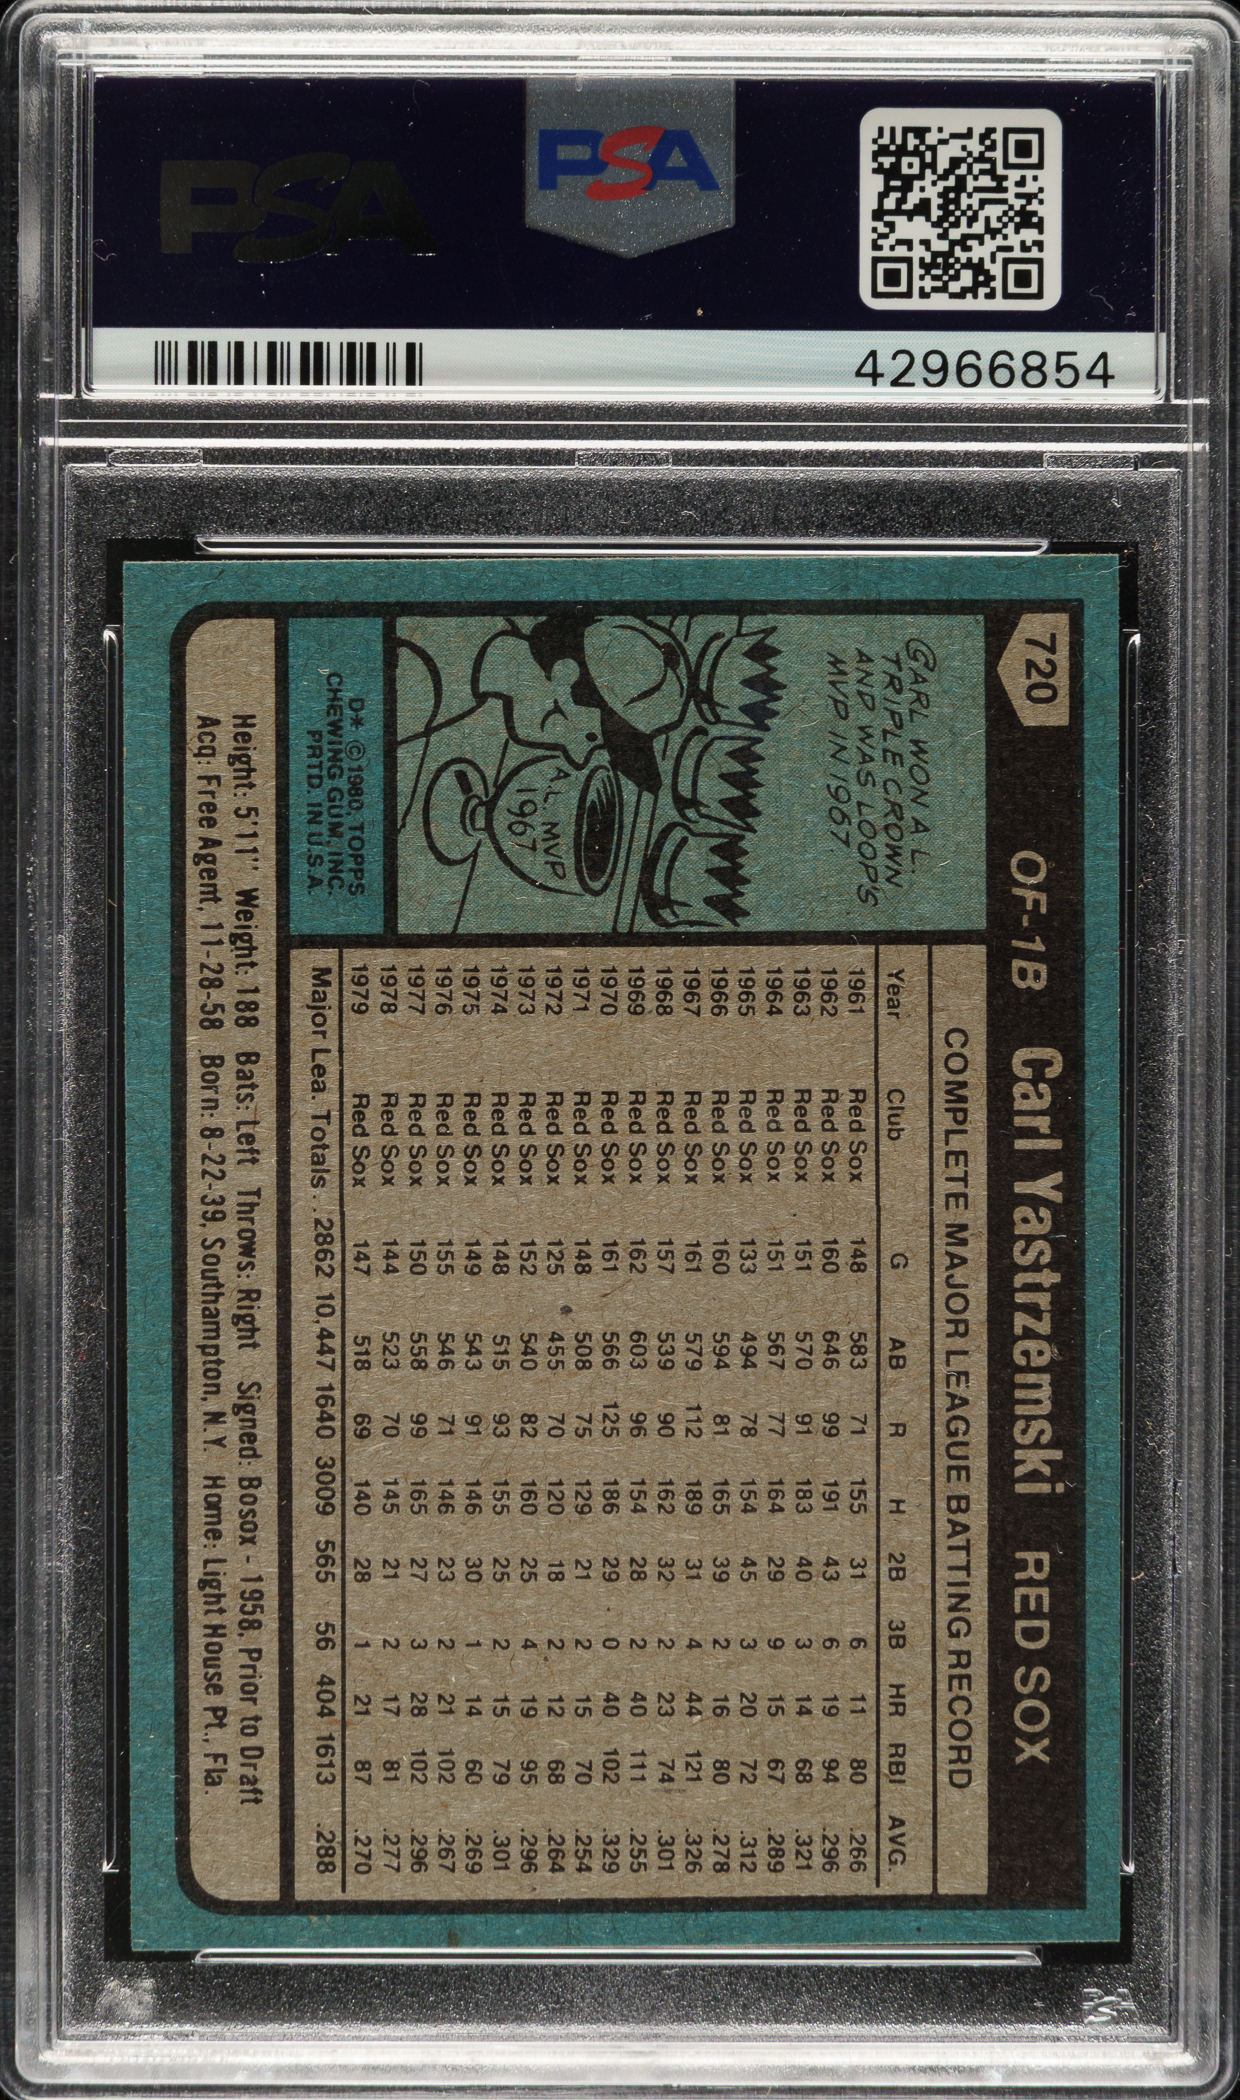 PSA
PSA
42966854
720 OF-1B Carl Yastrzemski RED SOX
CARL WON A.L.
TRIPLE CROWN
AND WAS LOOP'S
MVP IN 1967.
A.L. MVP
1967
D* © 1980, TOPPS
CHEWING GUM, INC.
PRTD. IN U.S.A.
COMPLETE MAJOR LEAGUE BATTING RECORD
Year Club G AB R H 2B 3B HR RBI AVG.
1961 Red Sox 148 583 71 155 31 6 11 80 .266
1962 Red Sox 160 646 99 191 43 6 19 94 .296
1963 Red Sox 151 570 91 183 40 3 14 68 .321
1964 Red Sox 151 567 77 164 29 9 15 67 .289
1965 Red Sox 133 494 78 154 45 3 20 72 .312
1966 Red Sox 160 594 81 165 39 2 16 80 .278
1967 Red Sox 161 579 112 189 31 4 44 121 .326
1968 Red Sox 157 539 90 162 32 2 23 74 .301
1969 Red Sox 162 603 96 154 28 2 40 111 .255
1970 Red Sox 161 566 125 186 29 0 40 102 .329
1971 Red Sox 148 508 75 129 21 2 15 70 .254
1972 Red Sox 125 455 70 120 18 2 12 68 .264
1973 Red Sox 152 540 82 160 25 4 19 95 .296
1974 Red Sox 148 515 93 155 25 2 15 79 .301
1975 Red Sox 149 543 91 146 30 1 14 60 .269
1976 Red Sox 155 546 71 146 23 2 21 102 .267
1977 Red Sox 150 558 99 165 27 3 28 102 .296
1978 Red Sox 144 523 70 145 21 2 17 81 .277
1979 Red Sox 147 518 69 140 28 1 21 87 .270
Major Lea. Totals . . 2862 10,447 1640 3009 565 56 404 1613 .288
Height: 5'11" Weight: 188 Bats: Left Throws: Right Signed: Bosox - 1958, Prior to Draft
Acq: Free Agent, 11-28-58 Born: 8-22-39, Southampton, N.Y. Home: Light House Pt., Fla.